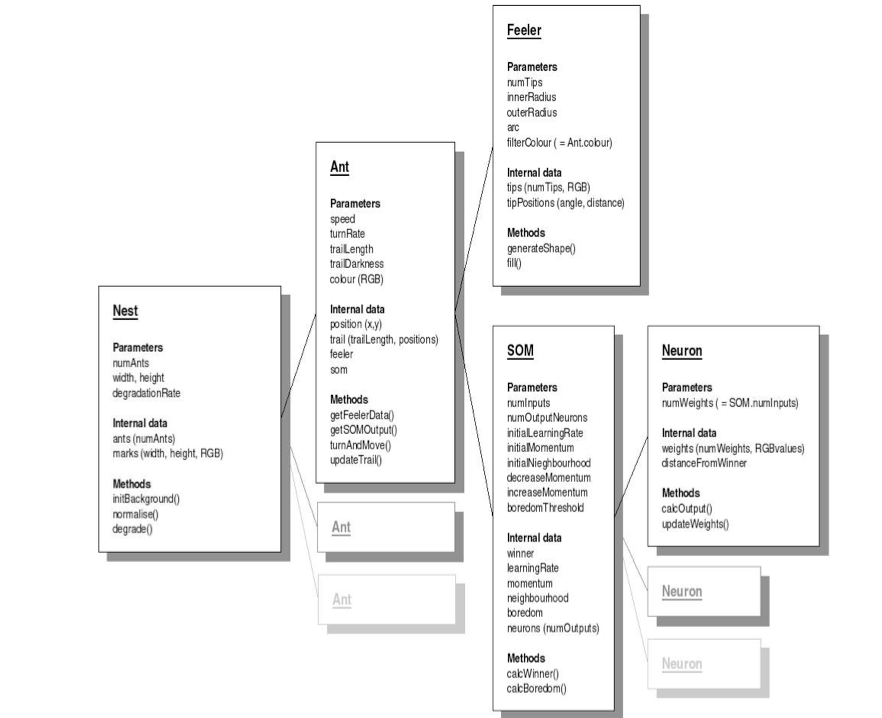 Nest
Parameters
numAnts
width, height
degradationRate
Internal data
ants (numAnts)
marks (width, height, RGB)
Methods
initBackground()
normalise()
degrade()
Ant
Parameters
speed
turnRate
trailLength
trailDarkness
colour (RGB)
Internal data
position (x,y)
trail (trailLength, positions)
feeler
som
Methods
getFeelerData()
getSOMOutput()
turnAndMove()
updateTrail()
Ant
Ant
Feeler
Parameters
numTips
innerRadius
outerRadius
arc
filterColour ( = Ant.colour)
Internal data
tips (numTips, RGB)
tipPositions (angle, distance)
Methods
generateShape()
fill()
SOM
Parameters
numInputs
numOutputNeurons
initialLearningRate
initialMomentum
initialNieghbourhood
decreaseMomentum
increaseMomentum
boredomThreshold
Internal data
winner
learningRate
momentum
neighbourhood
boredom
neurons (numOutputs)
Methods
calcWinner()
calcBoredom()
Neuron
Parameters
numWeights ( = SOM.numInputs)
Internal data
weights (numWeights, RGBvalues)
distanceFromWinner
Methods
calcOutput()
updateWeights()
Neuron
Neuron